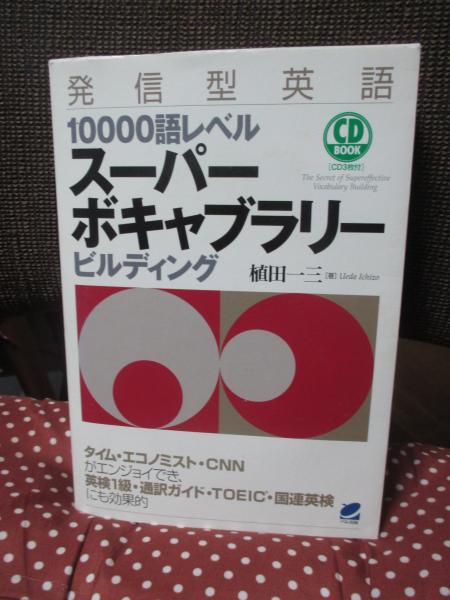 発信型英語
10000語レベル
CD
BOOK
[CD3枚付]
スーパー
The Secret of Supereffective
Vocabulary Building
ボキャブラリー
ビルディング
植田一三[著] Ueda Ichizo
タイム・エコノミスト・CNN
がエンジョイでき、
英検1級・通訳ガイド・TOEIC®・国連英検
にも効果的
ベレ出版